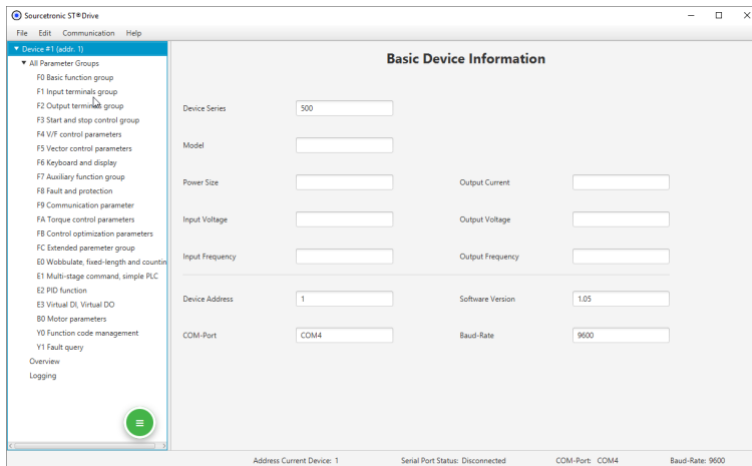 Sourcetronic ST®Drive
File Edit Communication Help
Device #1 (addr. 1)
All Parameter Groups
F0 Basic function group
F1 Input terminals group
F2 Output terminals group
F3 Start and stop control group
F4 V/F control parameters
F5 Vector control parameters
F6 Keyboard and display
F7 Auxiliary function group
F8 Fault and protection
F9 Communication parameter
FA Torque control parameters
FB Control optimization parameters
FC Extended paremeter group
E0 Wobbulate, fixed-length and countin
E1 Multi-stage command, simple PLC
E2 PID function
E3 Virtual DI, Virtual DO
B0 Motor parameters
Y0 Function code management
Y1 Fault query
Overview
Logging
Basic Device Information
Device Series 500
Model
Power Size Output Current
Input Voltage Output Voltage
Input Frequency Output Frequency
Device Address 1 Software Version 1.05
COM-Port COM4 Baud-Rate 9600
Address Current Device: 1 Serial Port Status: Disconnected COM-Port: COM4 Baud-Rate: 9600